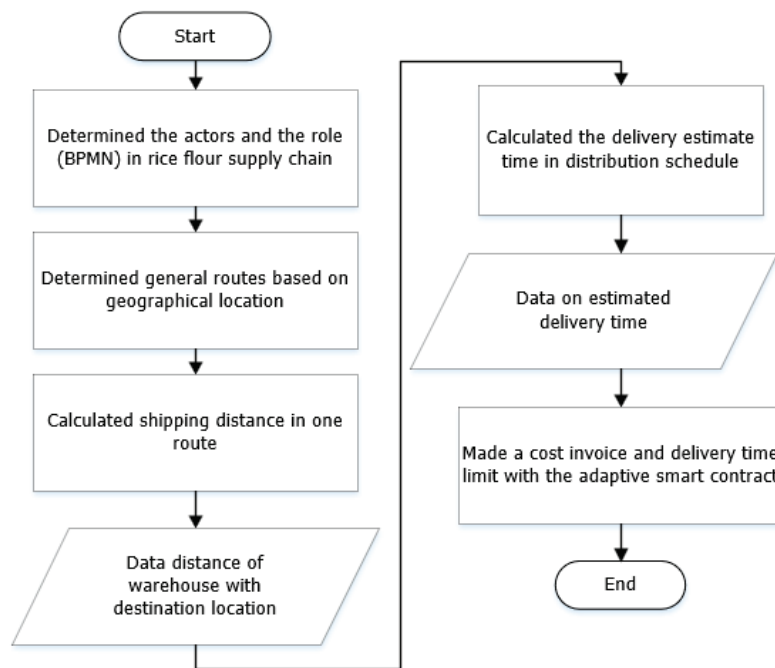 Start
Determined the actors and the role
(BPMN) in rice flour supply chain
Determined general routes based on
geographical location
Calculated shipping distance in one
route
Data distance of
warehouse with
destination location
Calculated the delivery estimate
time in distribution schedule
Data on estimated
delivery time
Made a cost invoice and delivery time
limit with the adaptive smart contract
End